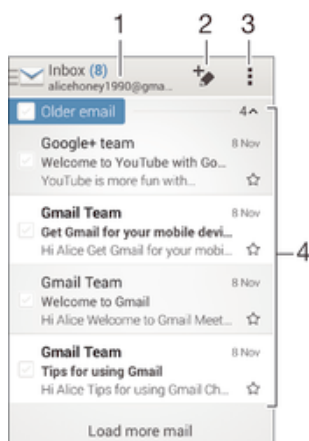 1 2 3
Inbox (8)
alicehoney1990@gma...
Older email 4
Google+ team 8 Nov
Welcome to YouTube with Go...
YouTube is more fun with...
Gmail Team 8 Nov
Get Gmail for your mobile devi...
Hi Alice Get Gmail for your mobi...
4
Gmail Team 8 Nov
Welcome to Gmail
Hi Alice Welcome to Gmail Meet...
Gmail Team 8 Nov
Tips for using Gmail
Hi Alice Tips for using Gmail Ch...
Load more mail